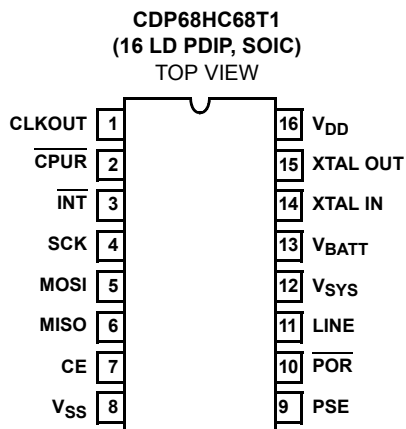 CDP68HC68T1
(16 LD PDIP, SOIC)
TOP VIEW
CLKOUT 1 16 VDD
CPUR 2 15 XTAL OUT
INT 3 14 XTAL IN
SCK 4 13 VBATT
MOSI 5 12 VSYS
MISO 6 11 LINE
CE 7 10 POR
VSS 8 9 PSE